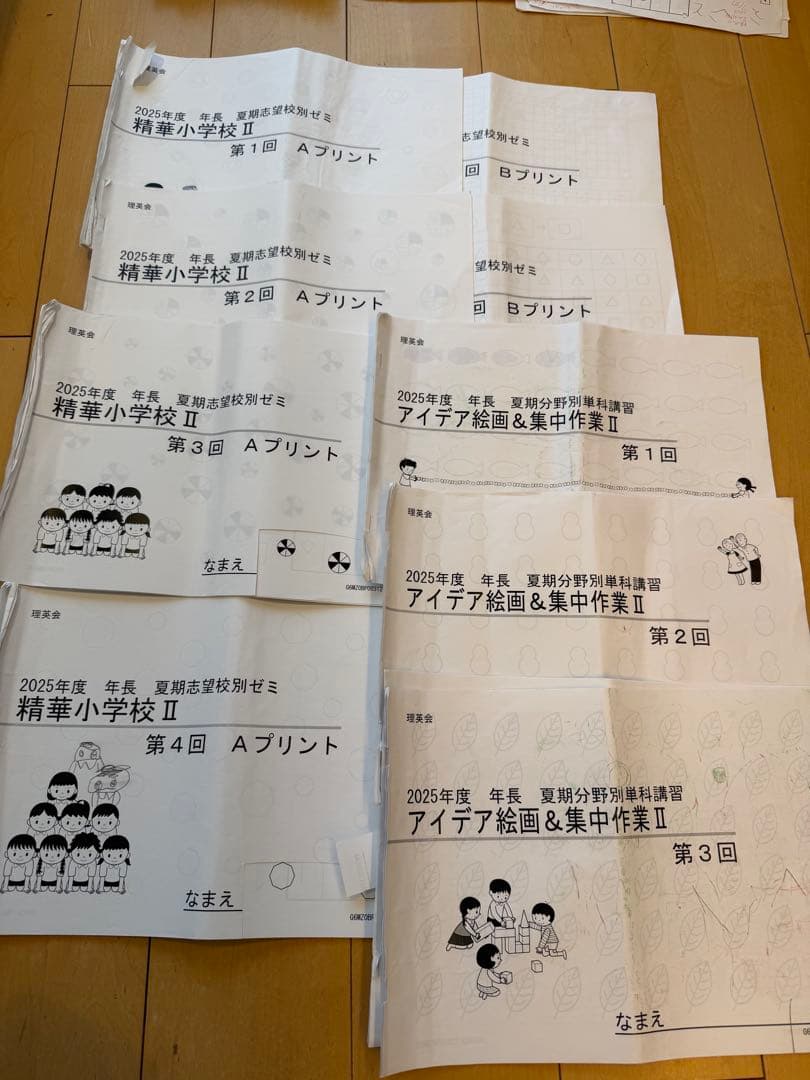 理英会
2025年度 年長 夏期志望校別ゼミ
精華小学校Ⅱ
第1回 Aプリント
志望校別ゼミ
回 Bプリント
理英会
2025年度 年長 夏期志望校別ゼミ
精華小学校Ⅱ
第2回 Aプリント
望校別ゼミ
回 Bプリント
理英会
2025年度 年長 夏期志望校別ゼミ
精華小学校Ⅱ
第3回 Aプリント
なまえ
理英会
2025年度 年長 夏期分野別単科講習
アイデア絵画&集中作業Ⅱ
第1回
理英会
2025年度 年長 夏期分野別単科講習
アイデア絵画&集中作業Ⅱ
第2回
理英会
2025年度 年長 夏期志望校別ゼミ
精華小学校Ⅱ
第4回 Aプリント
なまえ
理英会
2025年度 年長 夏期分野別単科講習
アイデア絵画&集中作業Ⅱ
第3回
なまえ